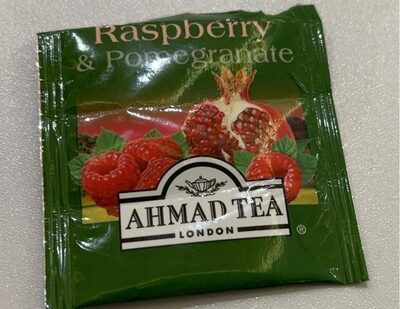 Raspberry
& Pomegranate
AHMAD TEA
LONDON
®